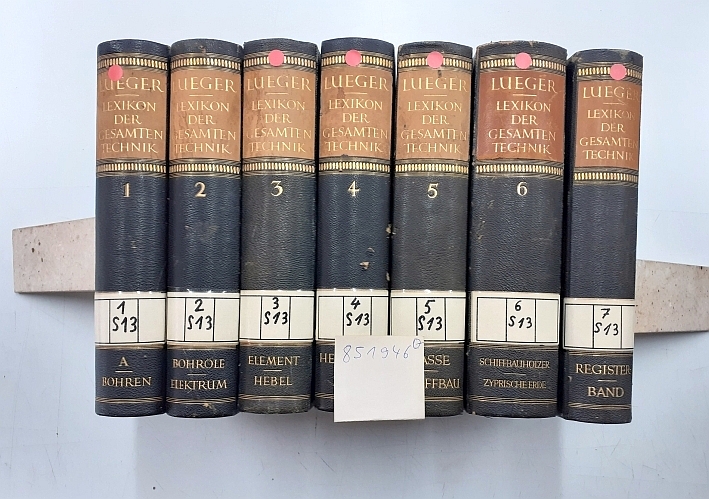 LUEGER
LEXIKON
DER
GESAMTEN
TECHNIK
1
1
S13
A
BOHREN
LUEGER
LEXIKON
DER
GESAMTEN
TECHNIK
2
2
S13
BOHRÖLE
ELEKTRUM
LUEGER
LEXIKON
DER
GESAMTEN
TECHNIK
3
3
S13
ELEMENT
HEBEL
LUEGER
LEXIKON
DER
GESAMTEN
TECHNIK
4
4
S13
LUEGER
LEXIKON
DER
GESAMTEN
TECHNIK
5
5
S13
LUEGER
LEXIKON
DER
GESAMTEN
TECHNIK
6
6
S13
SCHIFFBAUHÖLZER
ZYPRISCHE ERDE
LUEGER
LEXIKON
DER
GESAMTEN
TECHNIK
7
S13
REGISTER-
BAND
851946